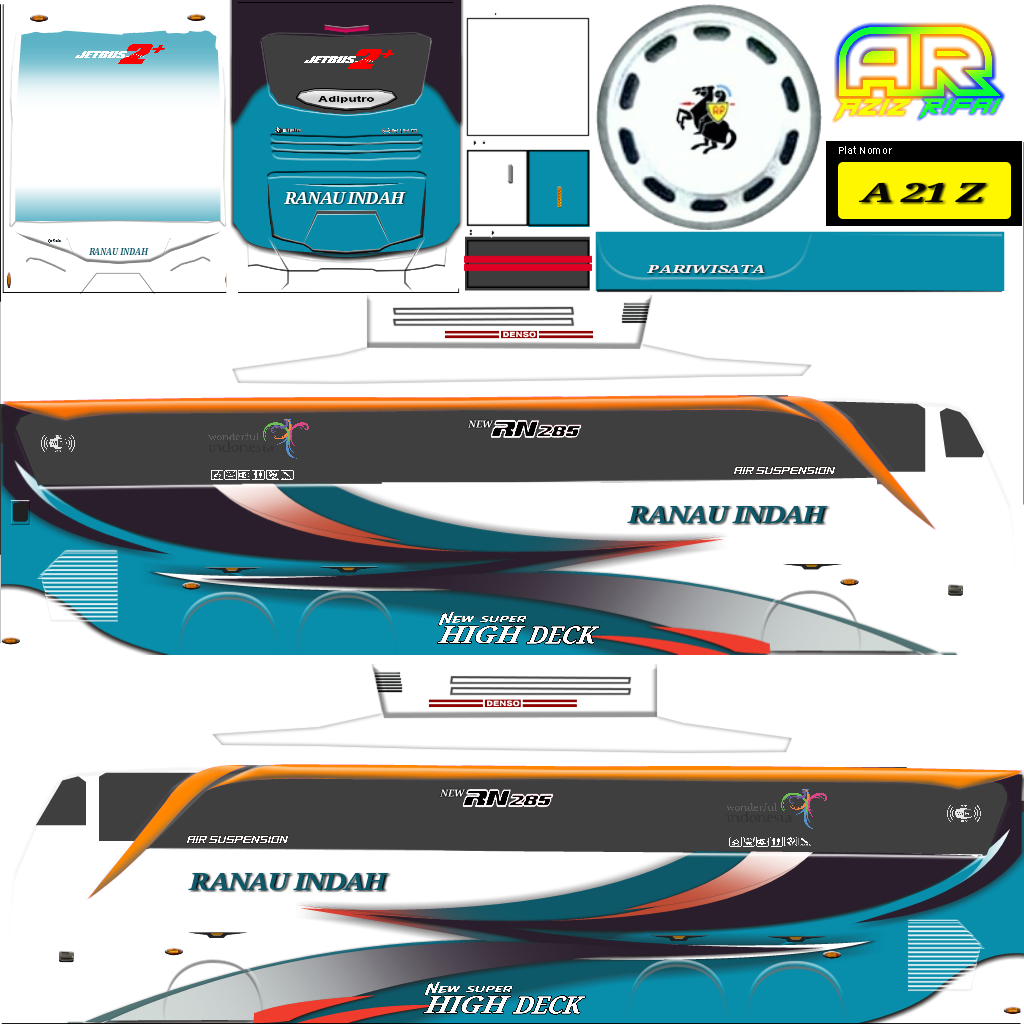 JETBUS 2+
RANAU INDAH
JETBUS 2+
Adiputro
RANAU INDAH
AR
AZIZ RIFAI
Plat Nomor
A 21 Z
PARIWISATA
DENSO
wonderful
indonesia
NEW RN 285
AIR SUSPENSION
RANAU INDAH
NEW SUPER
HIGH DECK
DENSO
NEW RN 285
wonderful
indonesia
AIR SUSPENSION
RANAU INDAH
NEW SUPER
HIGH DECK